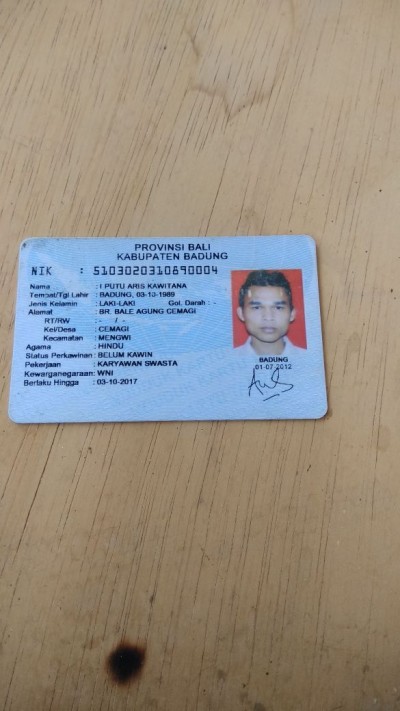 PROVINSI BALI
KABUPATEN BADUNG
NIK : 5103020310890004
Nama : I PUTU ARIS KAWITANA
Tempat/Tgl Lahir : BADUNG, 03-10-1989
Jenis Kelamin : LAKI-LAKI Gol. Darah : -
Alamat : BR. BALE AGUNG CEMAGI
RT/RW : - / -
Kel/Desa : CEMAGI
Kecamatan : MENGWI
Agama : HINDU
Status Perkawinan: BELUM KAWIN
Pekerjaan : KARYAWAN SWASTA
Kewarganegaraan: WNI
Berlaku Hingga : 03-10-2017
BADUNG
01-07-2012